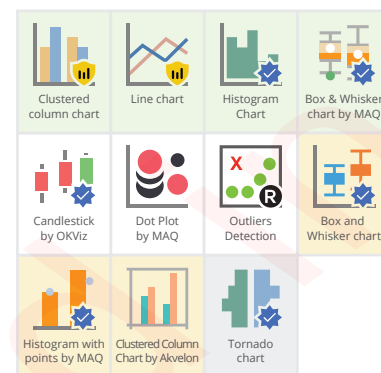 Clustered
column chart
Line chart
Histogram
Chart
Box & Whisker
chart by MAQ
Candlestick
by OKViz
Dot Plot
by MAQ
X
R
Outliers
Detection
Box and
Whisker chart
Histogram with
points by MAQ
Clustered Column
Chart by Akvelon
Tornado
chart